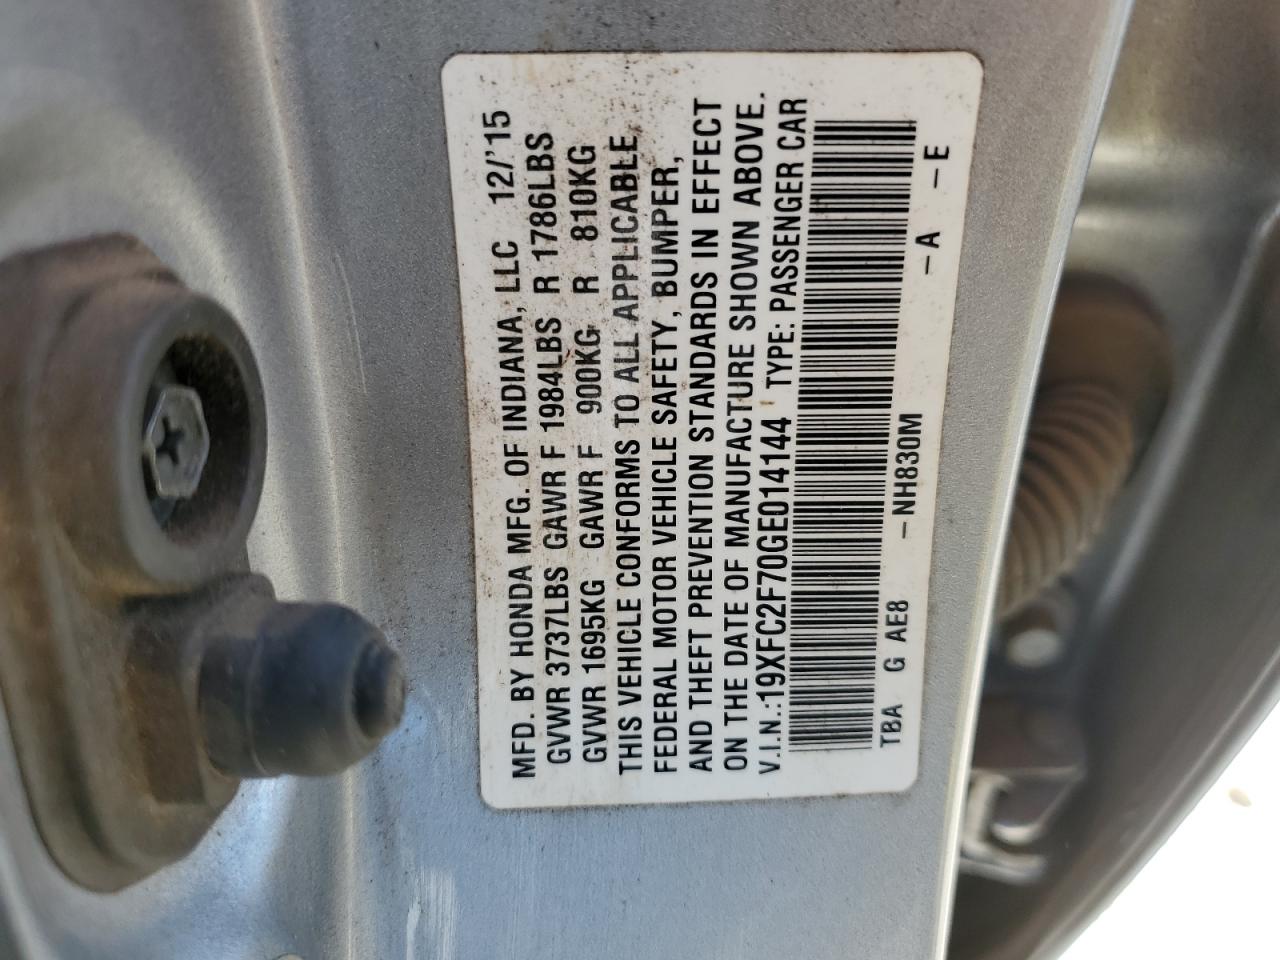 MFD. BY HONDA MFG. OF INDIANA, LLC 12/'15
GVWR 3737LBS GAWR F 1984LBS R 1786LBS
GVWR 1695KG GAWR F 900KG R 810KG
THIS VEHICLE CONFORMS TO ALL APPLICABLE
FEDERAL MOTOR VEHICLE SAFETY, BUMPER,
AND THEFT PREVENTION STANDARDS IN EFFECT
ON THE DATE OF MANUFACTURE SHOWN ABOVE.
V.I.N.:19XFC2F70GE014144 TYPE: PASSENGER CAR
TBA G AE8 –NH830M –A –E